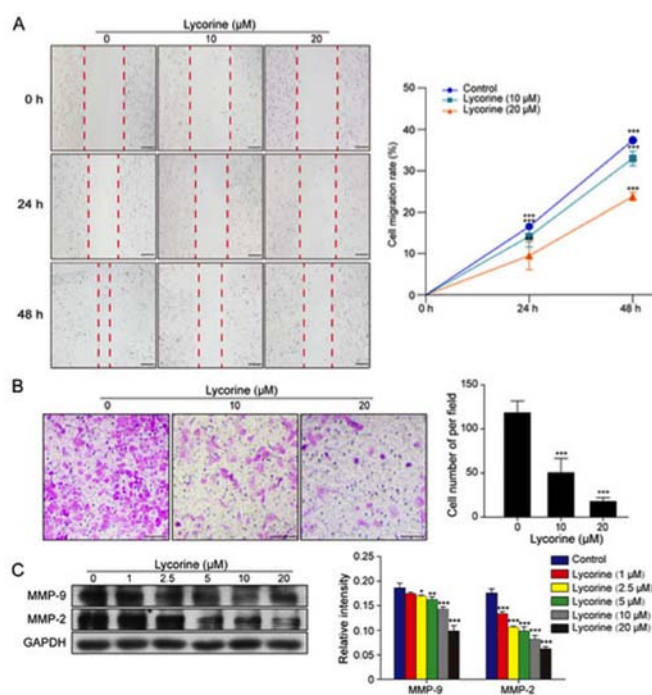 A
Lycorine (μM)
0 10 20
0 h
24 h
48 h
Control
Lycorine (10 μM)
Lycorine (20 μM)
Cell migration rate (%)
50
40
30
20
10
0
*** ***
*** *** ***
0 h 24 h 48 h
B
Lycorine (μM)
0 10 20
Cell number of per field
150
100
50
0
*** ***
0 10 20
Lycorine (μM)
C
Lycorine (μM)
0 1 2.5 5 10 20
MMP-9
MMP-2
GAPDH
Relative intensity
0.25
0.20
0.15
0.10
0.05
0.00
* ** *** ***
*** *** *** *** ***
MMP-9 MMP-2
Control
Lycorine (1 μM)
Lycorine (2.5 μM)
Lycorine (5 μM)
Lycorine (10 μM)
Lycorine (20 μM)